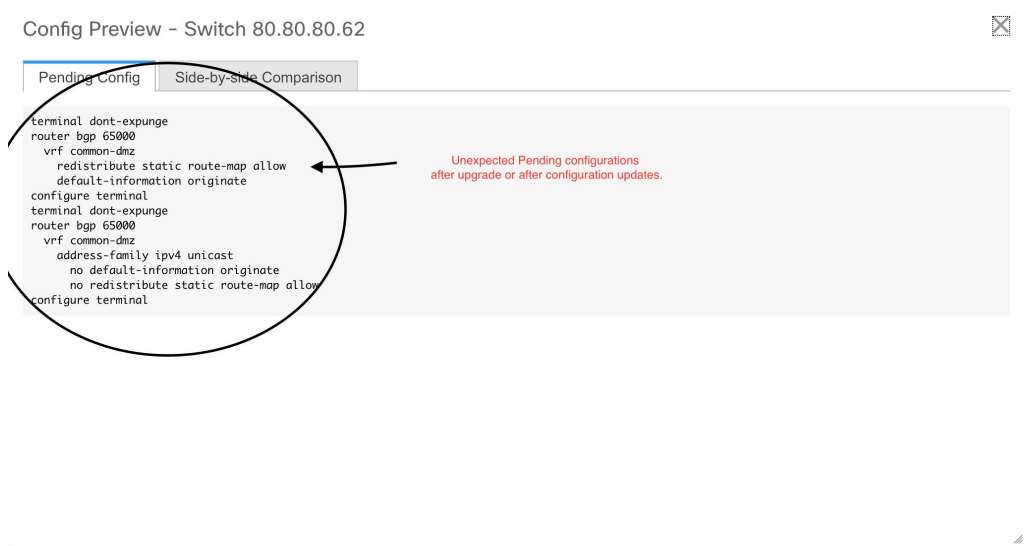 Config Preview - Switch 80.80.80.62
Pending Config
Side-by-side Comparison
terminal dont-expunge
router bgp 65000
  vrf common-dmz
    redistribute static route-map allow
    default-information originate
configure terminal
terminal dont-expunge
router bgp 65000
  vrf common-dmz
    address-family ipv4 unicast
      no default-information originate
      no redistribute static route-map allow
configure terminal
Unexpected Pending configurations
after upgrade or after configuration updates.